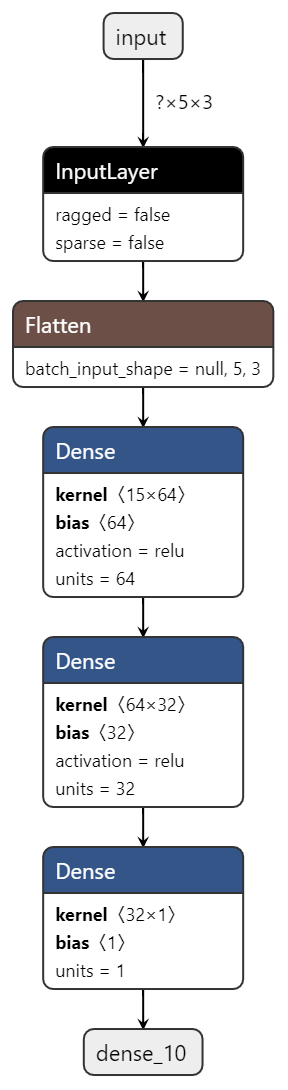 input
?×5×3
InputLayer
ragged = false
sparse = false
Flatten
batch_input_shape = null, 5, 3
Dense
kernel 〈15×64〉
bias 〈64〉
activation = relu
units = 64
Dense
kernel 〈64×32〉
bias 〈32〉
activation = relu
units = 32
Dense
kernel 〈32×1〉
bias 〈1〉
units = 1
dense_10